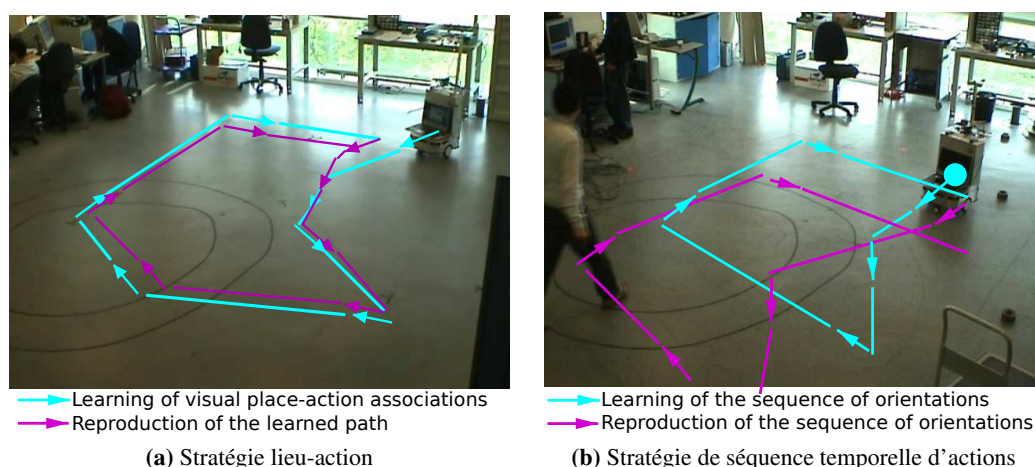 Learning of visual place-action associations
Reproduction of the learned path
(a) Stratégie lieu-action
Learning of the sequence of orientations
Reproduction of the sequence of orientations
(b) Stratégie de séquence temporelle d'actions